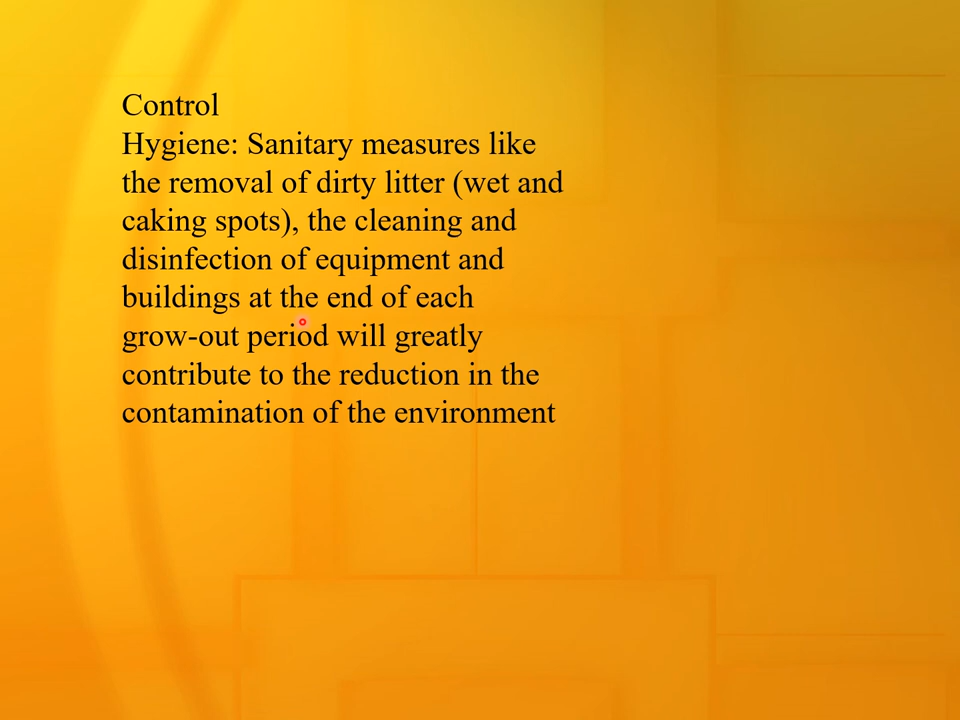 Control
Hygiene: Sanitary measures like
the removal of dirty litter (wet and
caking spots), the cleaning and
disinfection of equipment and
buildings at the end of each
grow-out period will greatly
contribute to the reduction in the
contamination of the environment